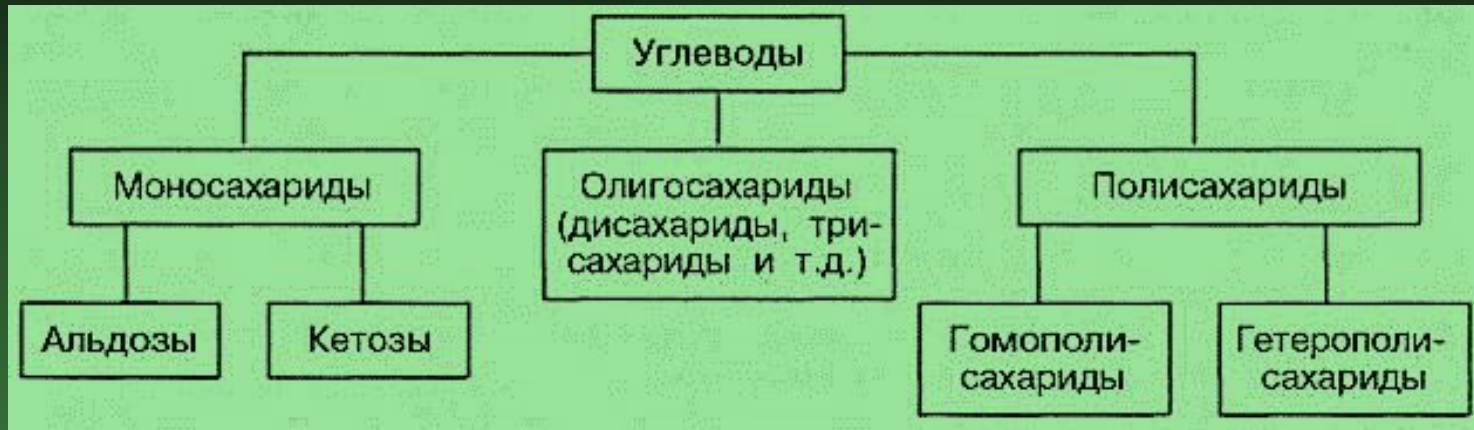 Углеводы
Моносахариды
Олигосахариды
(дисахариды, три-
сахариды и т.д.)
Полисахариды
Альдозы
Кетозы
Гомополи-
сахариды
Гетерополи-
сахариды